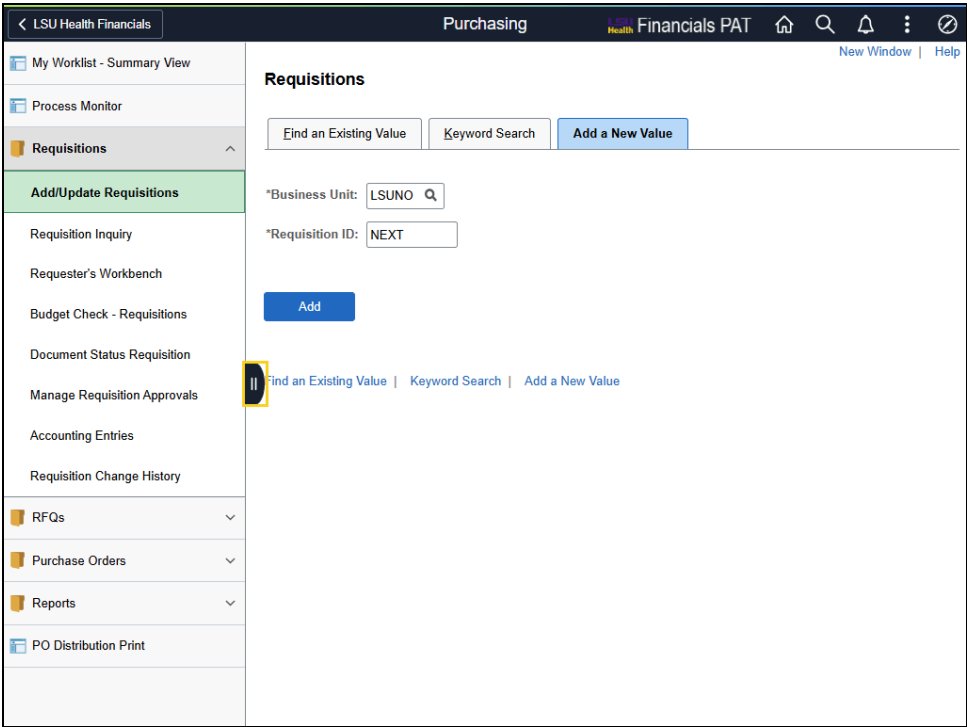 LSU Health Financials
Purchasing
LSU Health Financials PAT
New Window | Help
My Worklist - Summary View
Process Monitor
Requisitions
Add/Update Requisitions
Requisition Inquiry
Requester's Workbench
Budget Check - Requisitions
Document Status Requisition
Manage Requisition Approvals
Accounting Entries
Requisition Change History
RFQs
Purchase Orders
Reports
PO Distribution Print
Requisitions
Find an Existing Value
Keyword Search
Add a New Value
*Business Unit: LSUNO
*Requisition ID: NEXT
Add
Find an Existing Value | Keyword Search | Add a New Value